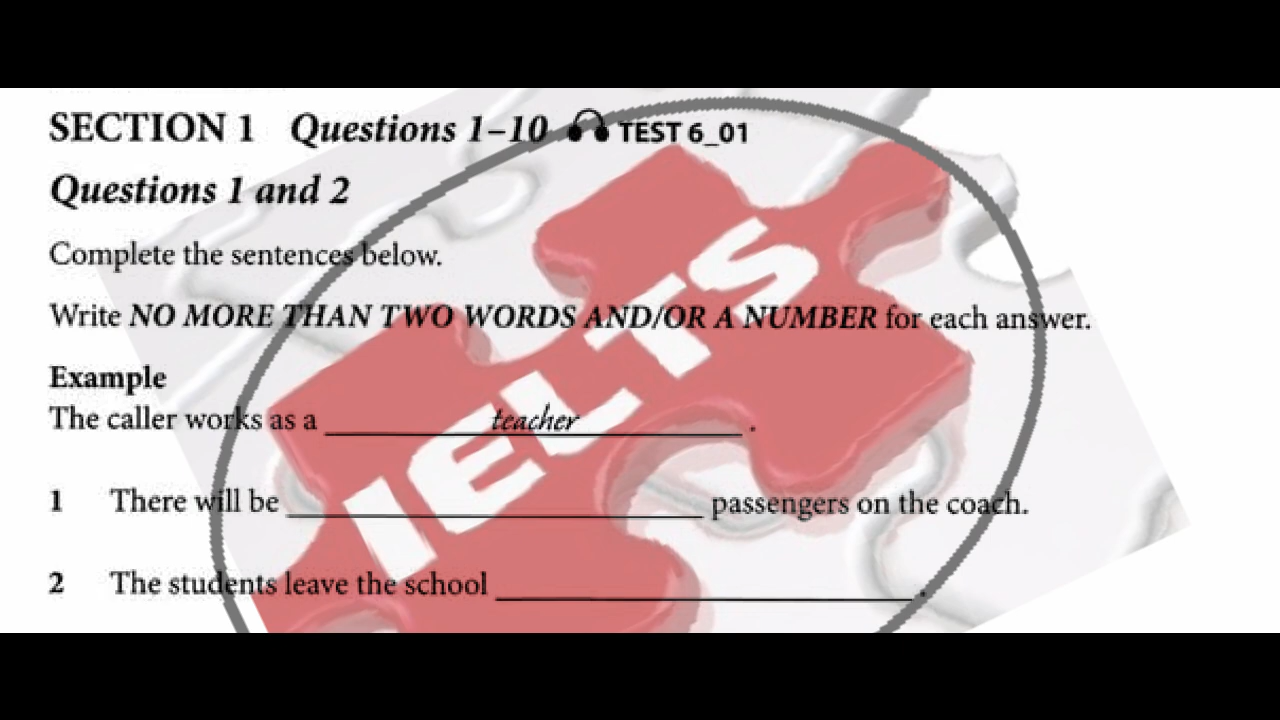 SECTION 1 Questions 1–10 TEST 6_01
Questions 1 and 2
Complete the sentences below.
Write NO MORE THAN TWO WORDS AND/OR A NUMBER for each answer.
Example
The caller works as a teacher .
1 There will be ____________________ passengers on the coach.
2 The students leave the school ____________________ .
IELTS